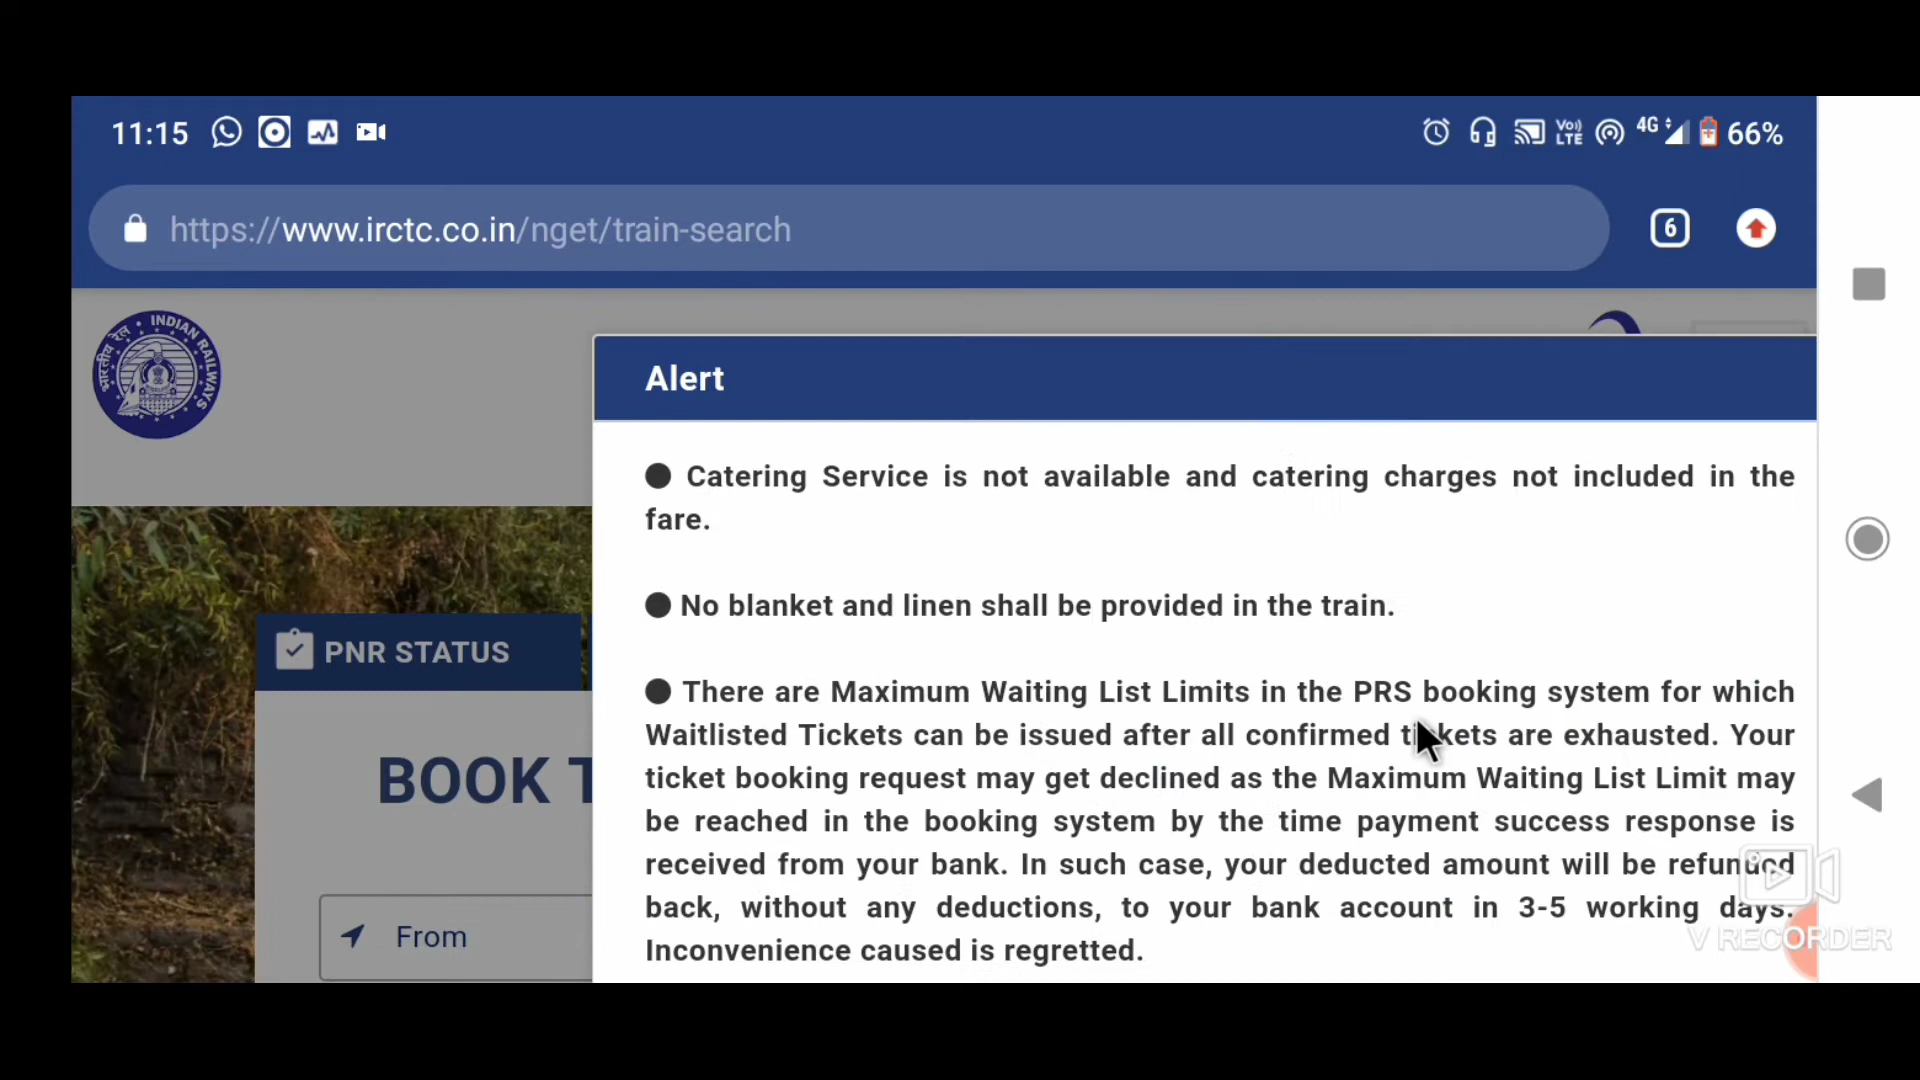 11:15 Vo) LTE 4G 66%
https://www.irctc.co.in/nget/train-search 6
INDIAN RAILWAYS
भारतीय रेल
Alert
● Catering Service is not available and catering charges not included in the
fare.
● No blanket and linen shall be provided in the train.
PNR STATUS
● There are Maximum Waiting List Limits in the PRS booking system for which
Waitlisted Tickets can be issued after all confirmed tickets are exhausted. Your
ticket booking request may get declined as the Maximum Waiting List Limit may
be reached in the booking system by the time payment success response is
received from your bank. In such case, your deducted amount will be refunded
back, without any deductions, to your bank account in 3-5 working days.
Inconvenience caused is regretted.
BOOK T
From
V RECORDER